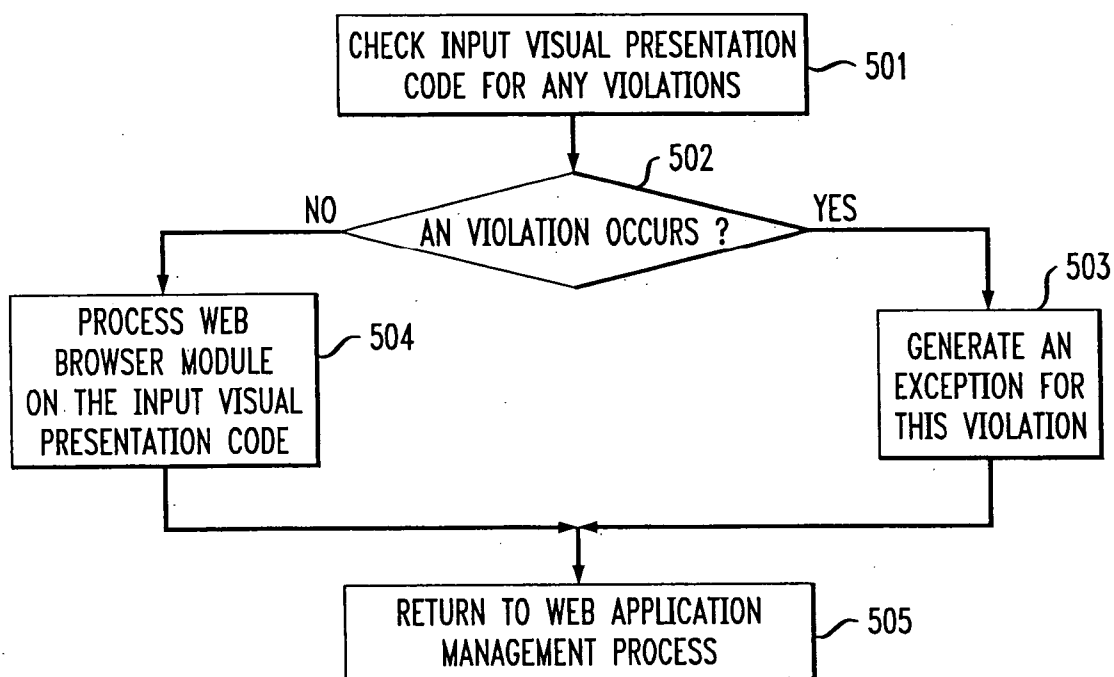 CHECK INPUT VISUAL PRESENTATION
CODE FOR ANY VIOLATIONS
501
502
NO
AN VIOLATION OCCURS ?
YES
503
PROCESS WEB
BROWSER MODULE
ON THE INPUT VISUAL
PRESENTATION CODE
504
GENERATE AN
EXCEPTION FOR
THIS VIOLATION
RETURN TO WEB APPLICATION
MANAGEMENT PROCESS
505